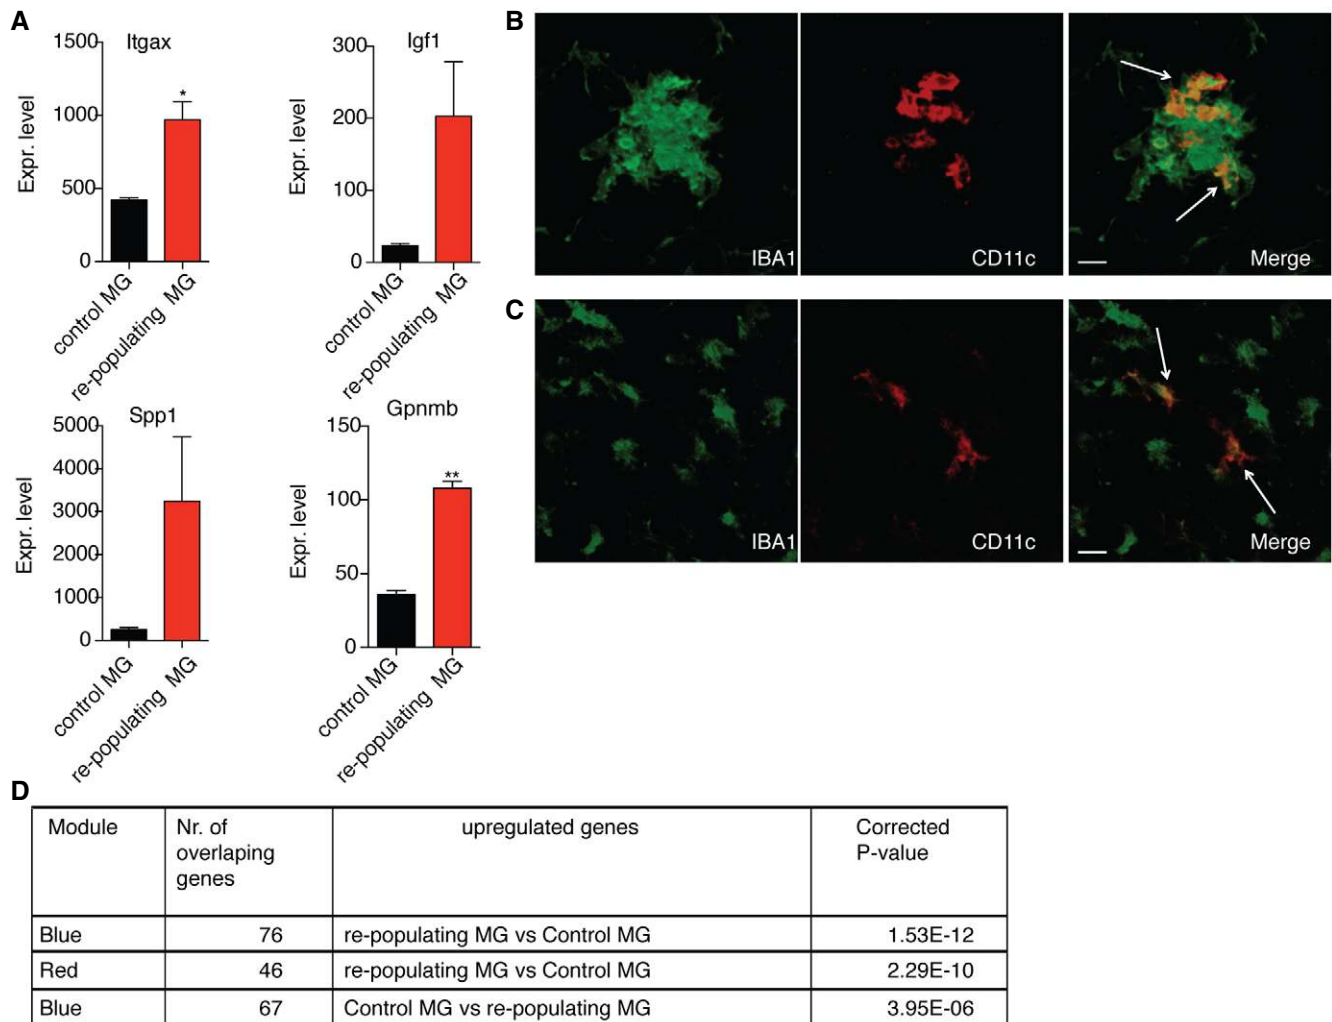 A
Itgax
1500
1000
500
0
Expr. level
*
control MG
re-populating MG
Igf1
300
200
100
0
Expr. level
control MG
re-populating MG
Spp1
5000
4000
3000
2000
1000
0
Expr. level
control MG
re-populating MG
Gpnmb
150
100
50
0
Expr. level
**
control MG
re-populating MG
B
IBA1
CD11c
Merge
C
IBA1
CD11c
Merge
D
Module
Nr. of
overlaping
genes
upregulated genes
Corrected
P-value
Blue 76 re-populating MG vs Control MG 1.53E-12
Red 46 re-populating MG vs Control MG 2.29E-10
Blue 67 Control MG vs re-populating MG 3.95E-06